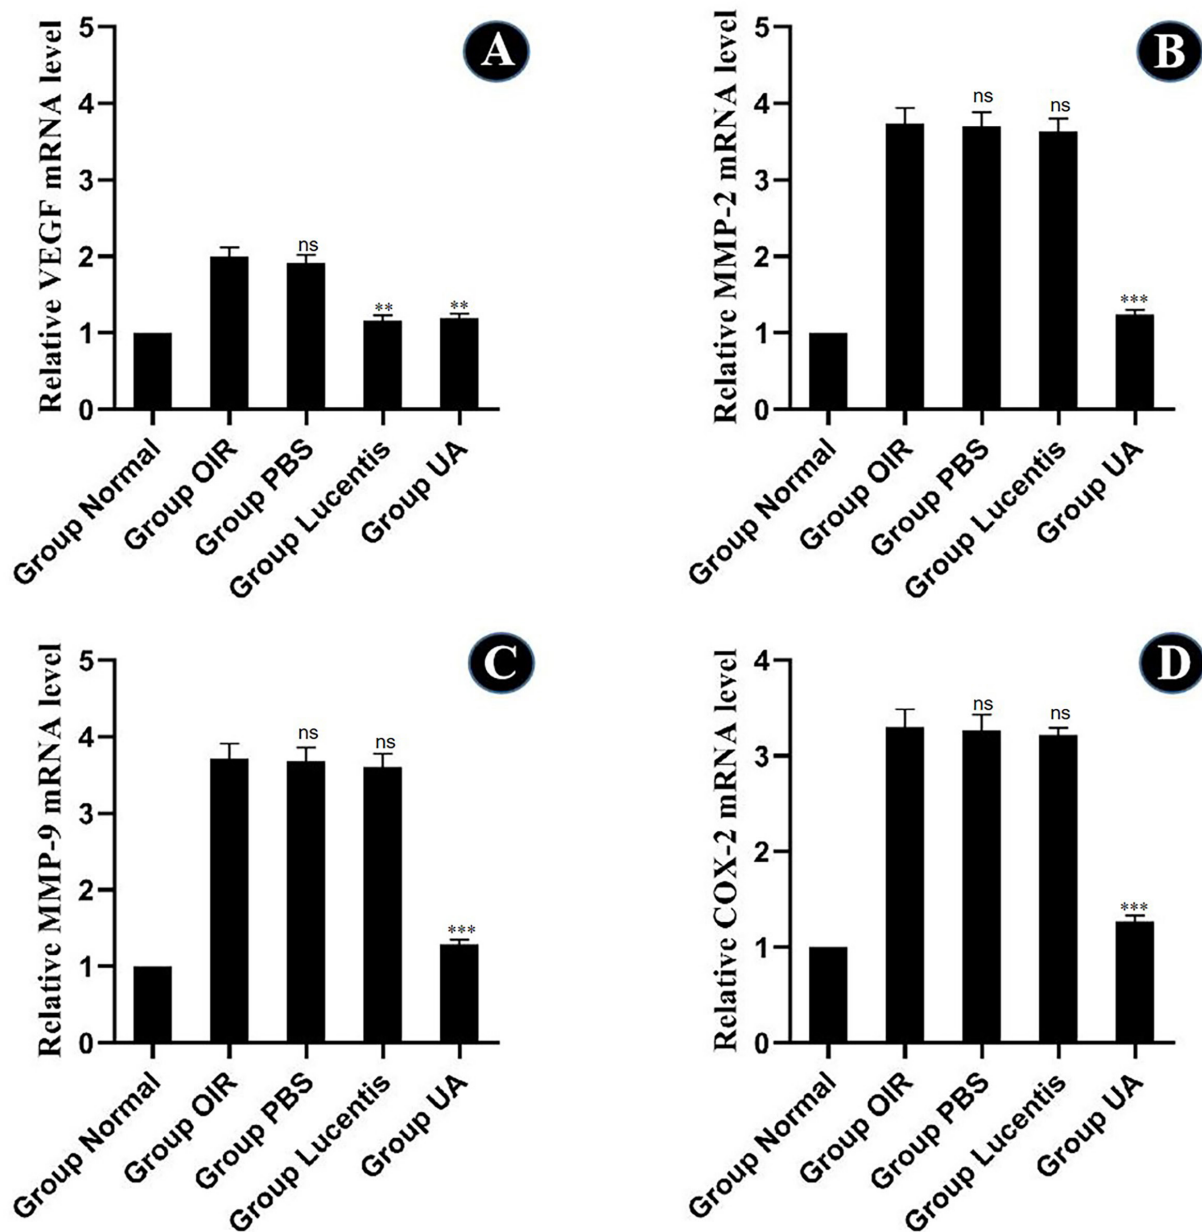 A
Relative VEGF mRNA level
5
4
3
2
1
0
ns
**
**
Group Normal
Group OIR
Group PBS
Group Lucentis
Group UA
B
Relative MMP-2 mRNA level
5
4
3
2
1
0
ns
ns
***
Group Normal
Group OIR
Group PBS
Group Lucentis
Group UA
C
Relative MMP-9 mRNA level
5
4
3
2
1
0
ns
ns
***
Group Normal
Group OIR
Group PBS
Group Lucentis
Group UA
D
Relative COX-2 mRNA level
4
3
2
1
0
ns
ns
***
Group Normal
Group OIR
Group PBS
Group Lucentis
Group UA